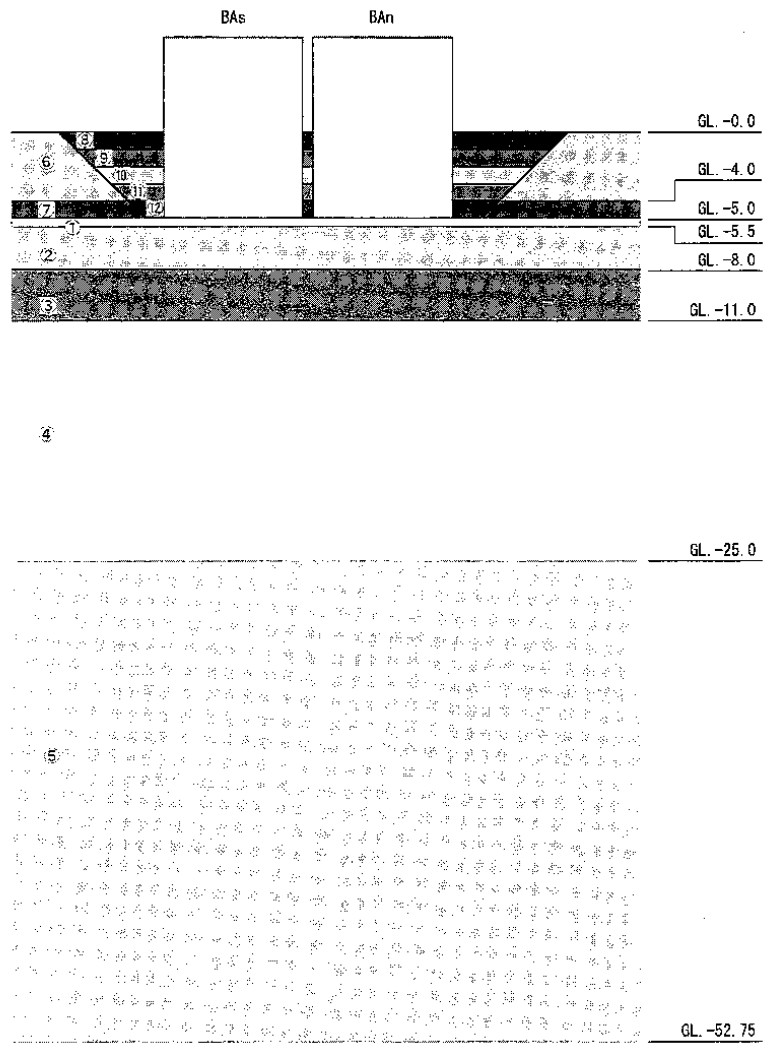 BAs BAn
GL. -0.0
⑧
⑨
⑥
GL. -4.0
⑩
⑪
⑦ ⑫
GL. -5.0
①
GL. -5.5
②
GL. -8.0
③
GL. -11.0
④
GL. -25.0
⑤
GL. -52.75